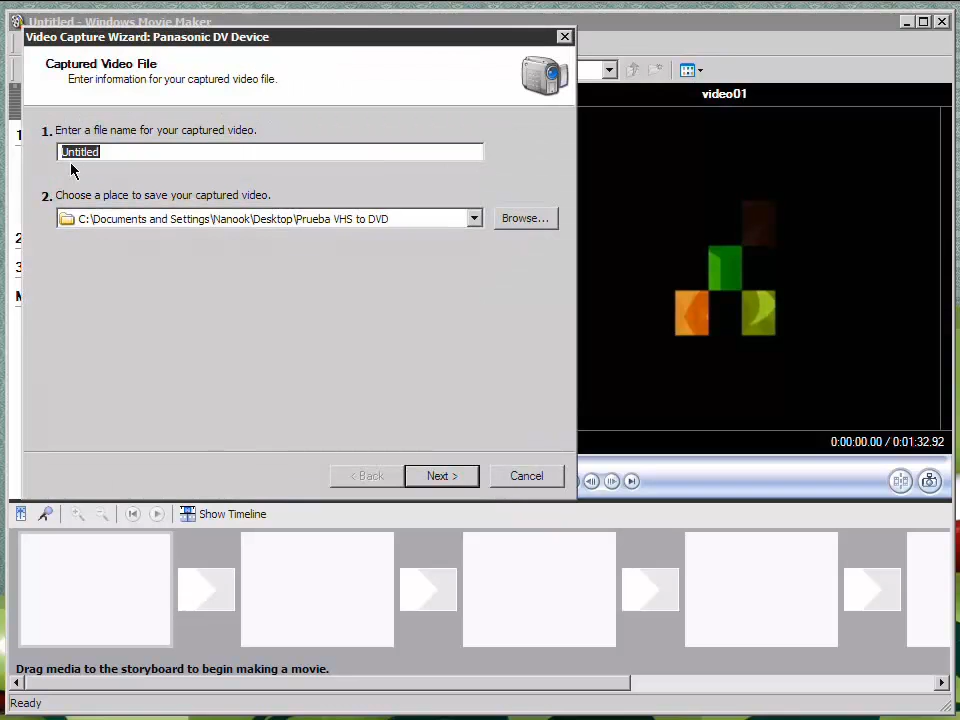 Untitled - Windows Movie Maker
Video Capture Wizard: Panasonic DV Device
Captured Video File
Enter information for your captured video file.
video01
1. Enter a file name for your captured video.
Untitled
2. Choose a place to save your captured video.
C:\Documents and Settings\Nanook\Desktop\Prueba VHS to DVD
Browse...
0:00:00.00 / 0:01:32.92
< Back
Next >
Cancel
Show Timeline
Drag media to the storyboard to begin making a movie.
Ready